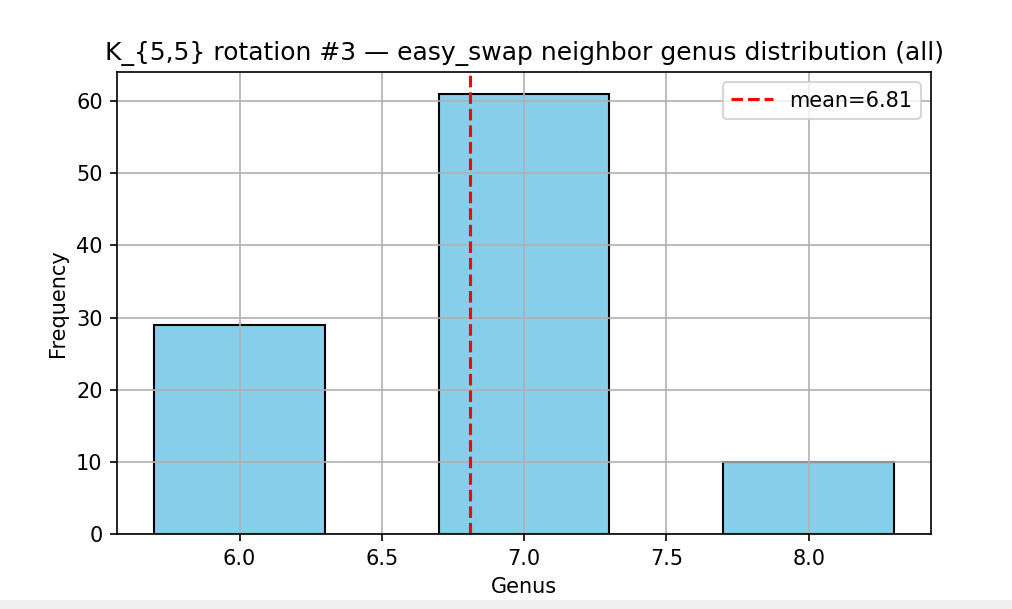 K_{5,5} rotation #3 — easy_swap neighbor genus distribution (all)
mean=6.81
60
50
40
30
20
10
0
Frequency
6.0 6.5 7.0 7.5 8.0
Genus